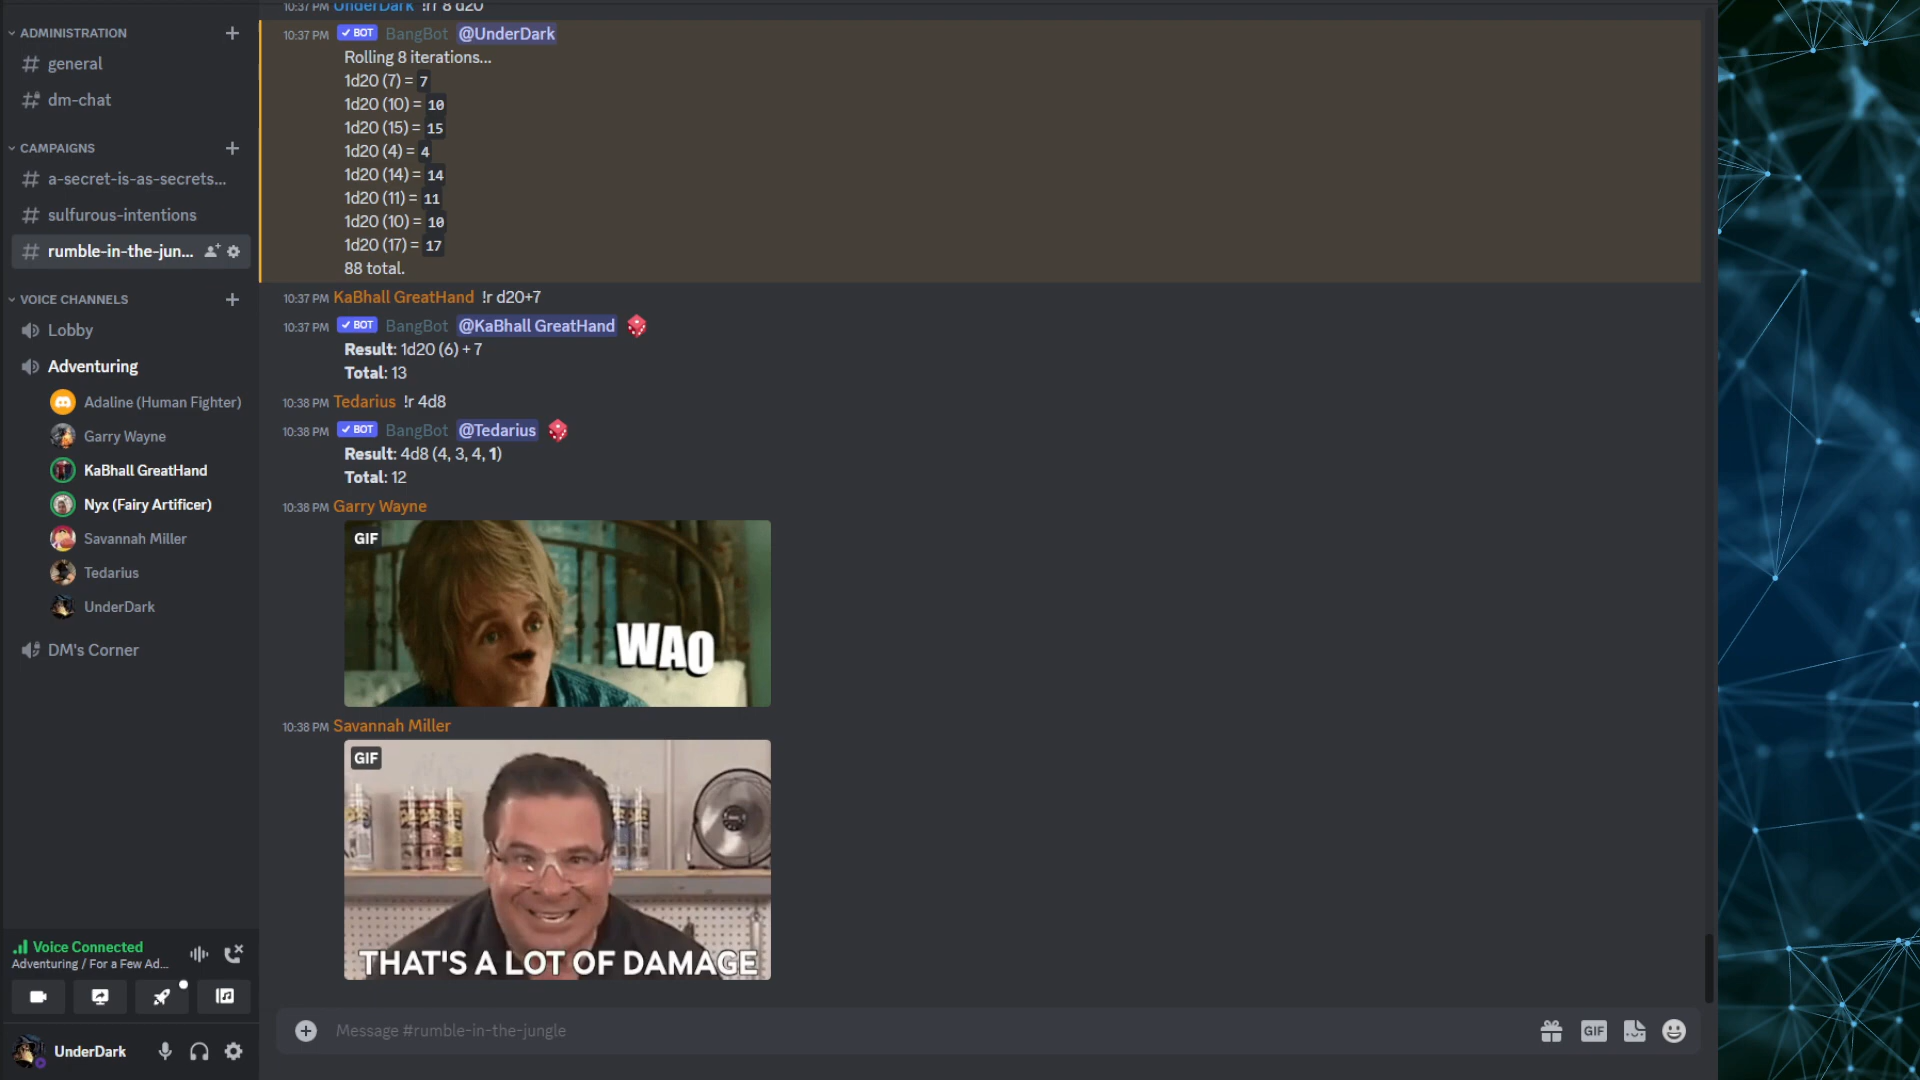 ADMINISTRATION
general
dm-chat
CAMPAIGNS
a-secret-is-as-secrets...
sulfurous-intentions
rumble-in-the-jun...
VOICE CHANNELS
Lobby
Adventuring
Adaline (Human Fighter)
Garry Wayne
KaBhall GreatHand
Nyx (Fairy Artificer)
Savannah Miller
Tedarius
UnderDark
DM's Corner
Voice Connected
Adventuring / For a Few Ad...
UnderDark
10:37 PM UnderDark !rr 8 d20
10:37 PM BOT BangBot @UnderDark
Rolling 8 iterations...
1d20 (7) = 7
1d20 (10) = 10
1d20 (15) = 15
1d20 (4) = 4
1d20 (14) = 14
1d20 (11) = 11
1d20 (10) = 10
1d20 (17) = 17
88 total.
10:37 PM KaBhall GreatHand !r d20+7
10:37 PM BOT BangBot @KaBhall GreatHand
Result: 1d20 (6) + 7
Total: 13
10:38 PM Tedarius !r 4d8
10:38 PM BOT BangBot @Tedarius
Result: 4d8 (4, 3, 4, 1)
Total: 12
10:38 PM Garry Wayne
GIF
WAO
10:38 PM Savannah Miller
GIF
THAT'S A LOT OF DAMAGE
Message #rumble-in-the-jungle
GIF